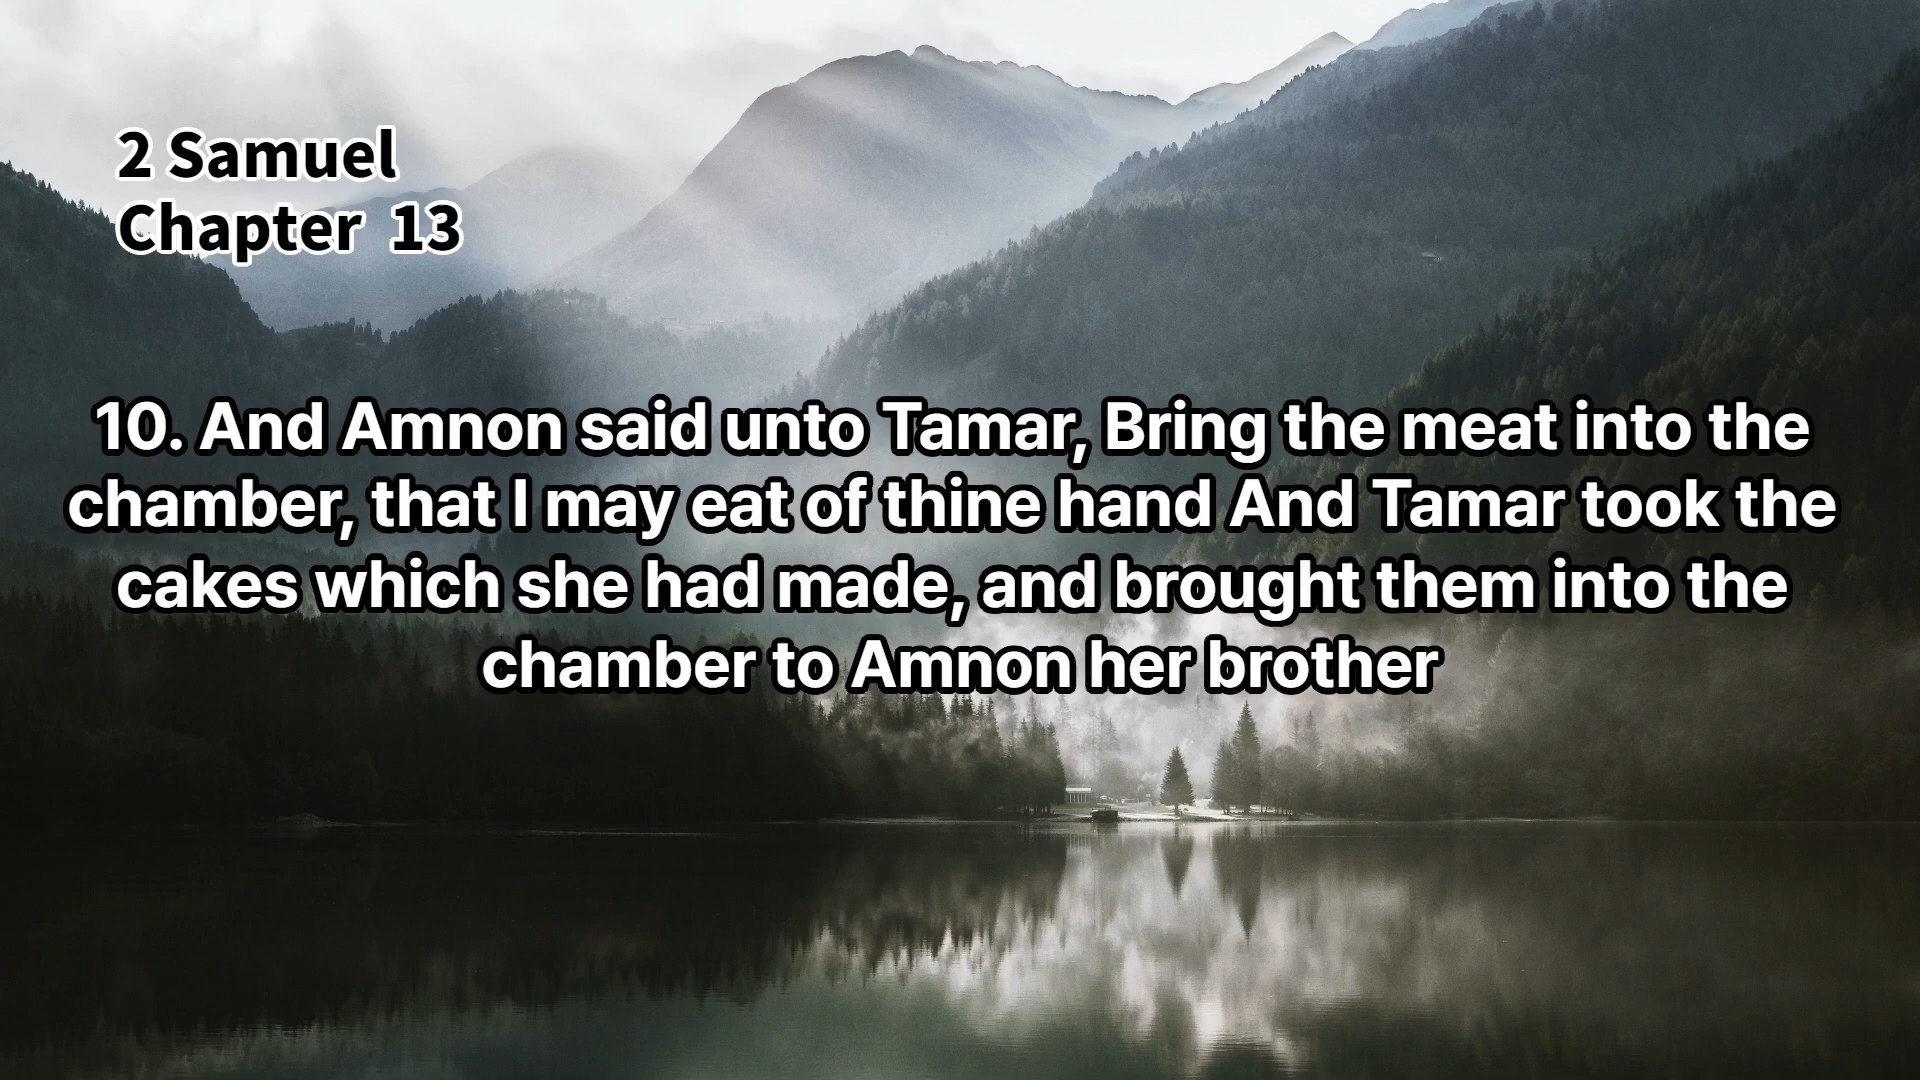 2 Samuel
Chapter 13
10. And Amnon said unto Tamar, Bring the meat into the
chamber, that I may eat of thine hand And Tamar took the
cakes which she had made, and brought them into the
chamber to Amnon her brother